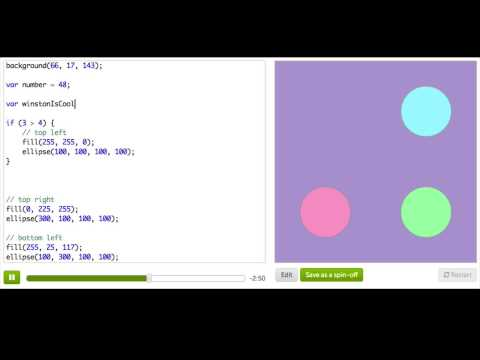 background(66, 17, 143);
var number = 48;
var winstonIsCool
if (3 > 4) {
// top left
fill(255, 255, 0);
ellipse(100, 100, 100, 100);
}
// top right
fill(0, 225, 255);
ellipse(300, 100, 100, 100);
// bottom left
fill(255, 25, 117);
ellipse(100, 300, 100, 100);
-2:50
Edit
Save as a spin-off
Restart